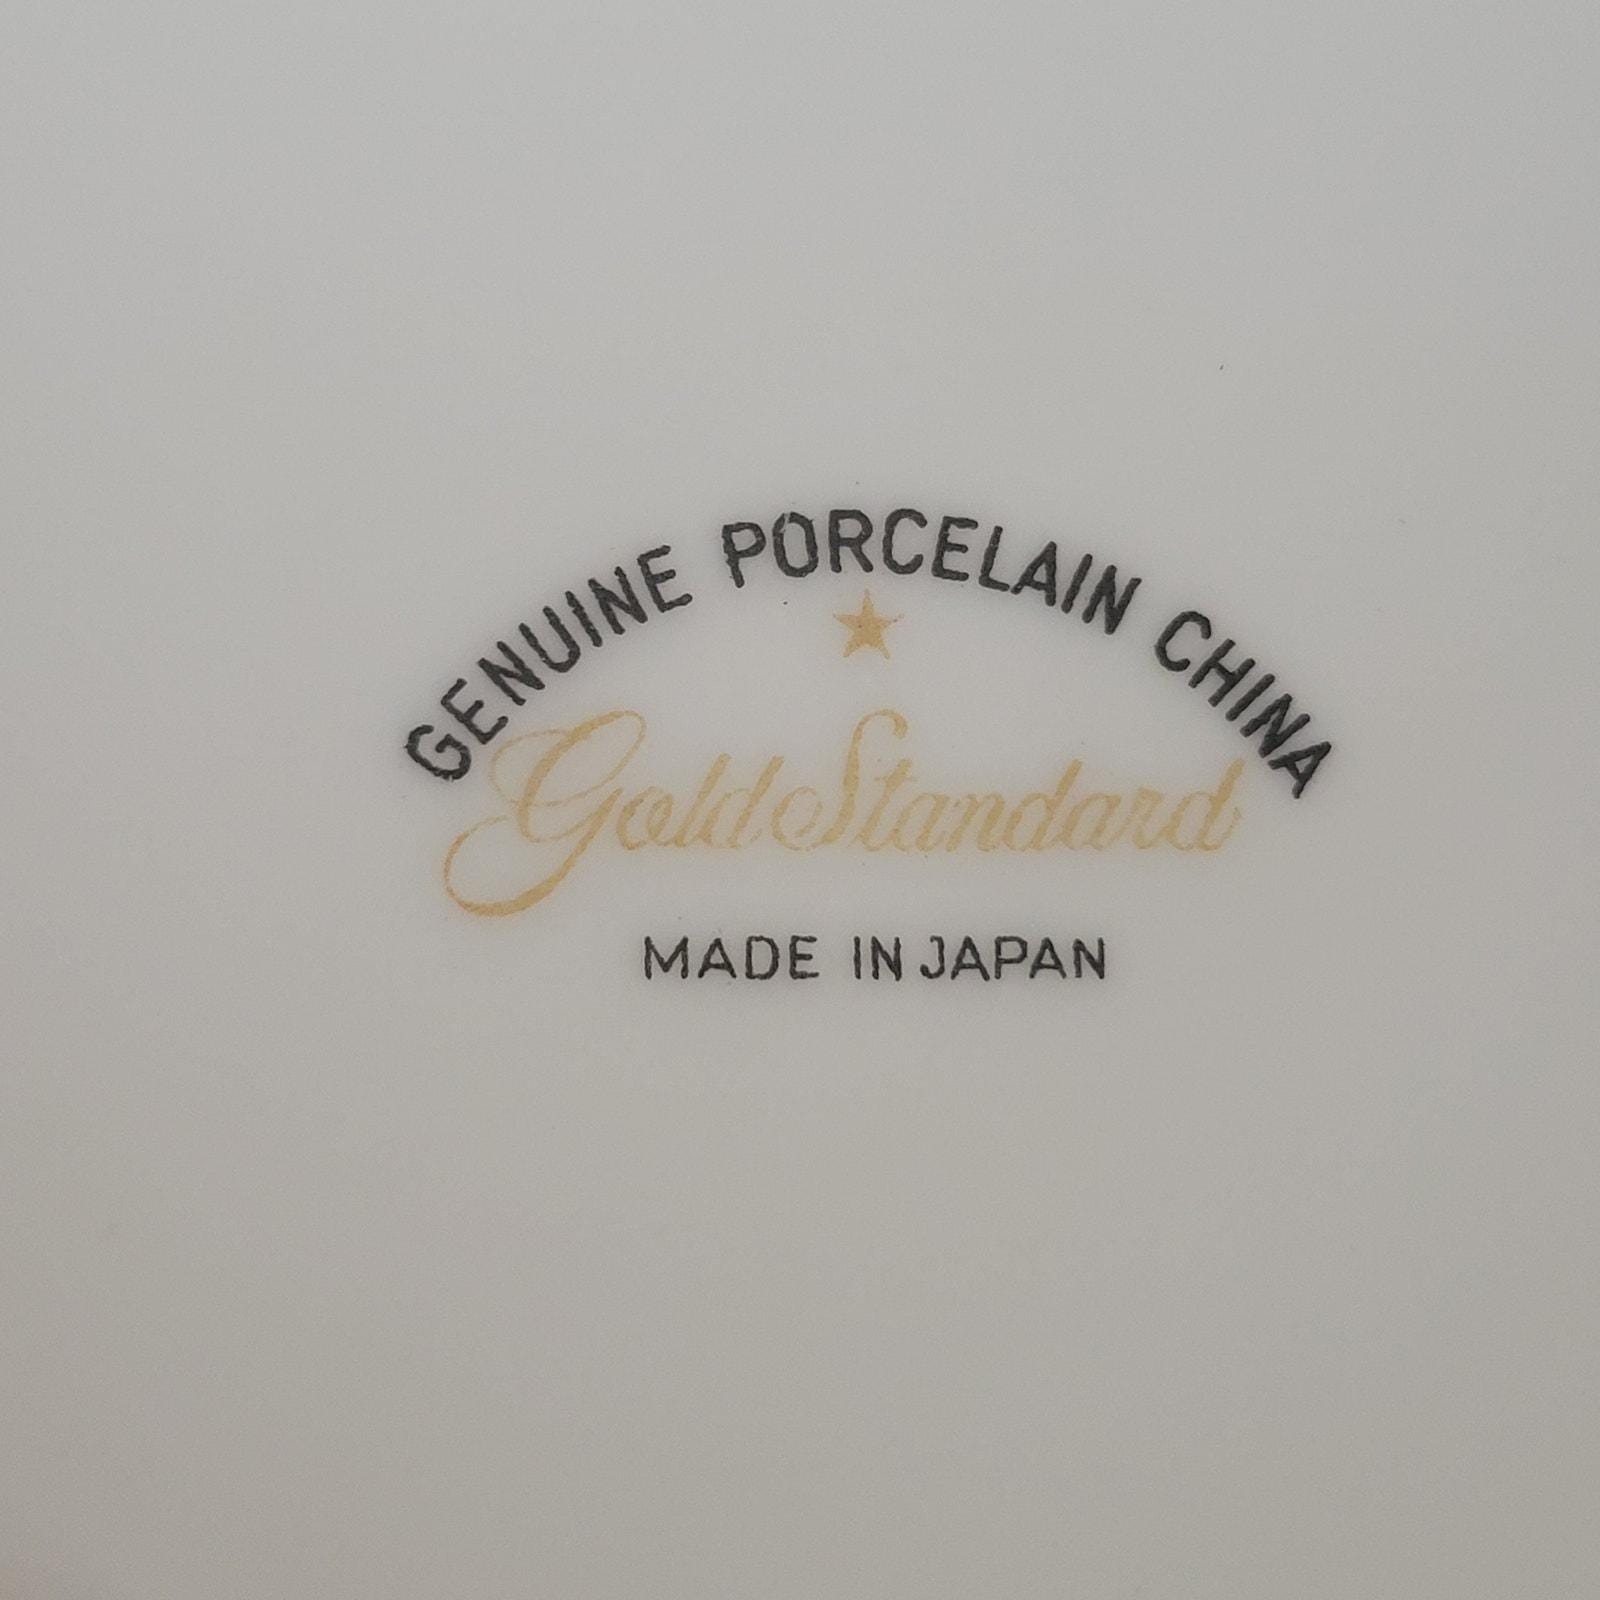 GENUINE PORCELAIN CHINA
Gold Standard
MADE IN JAPAN